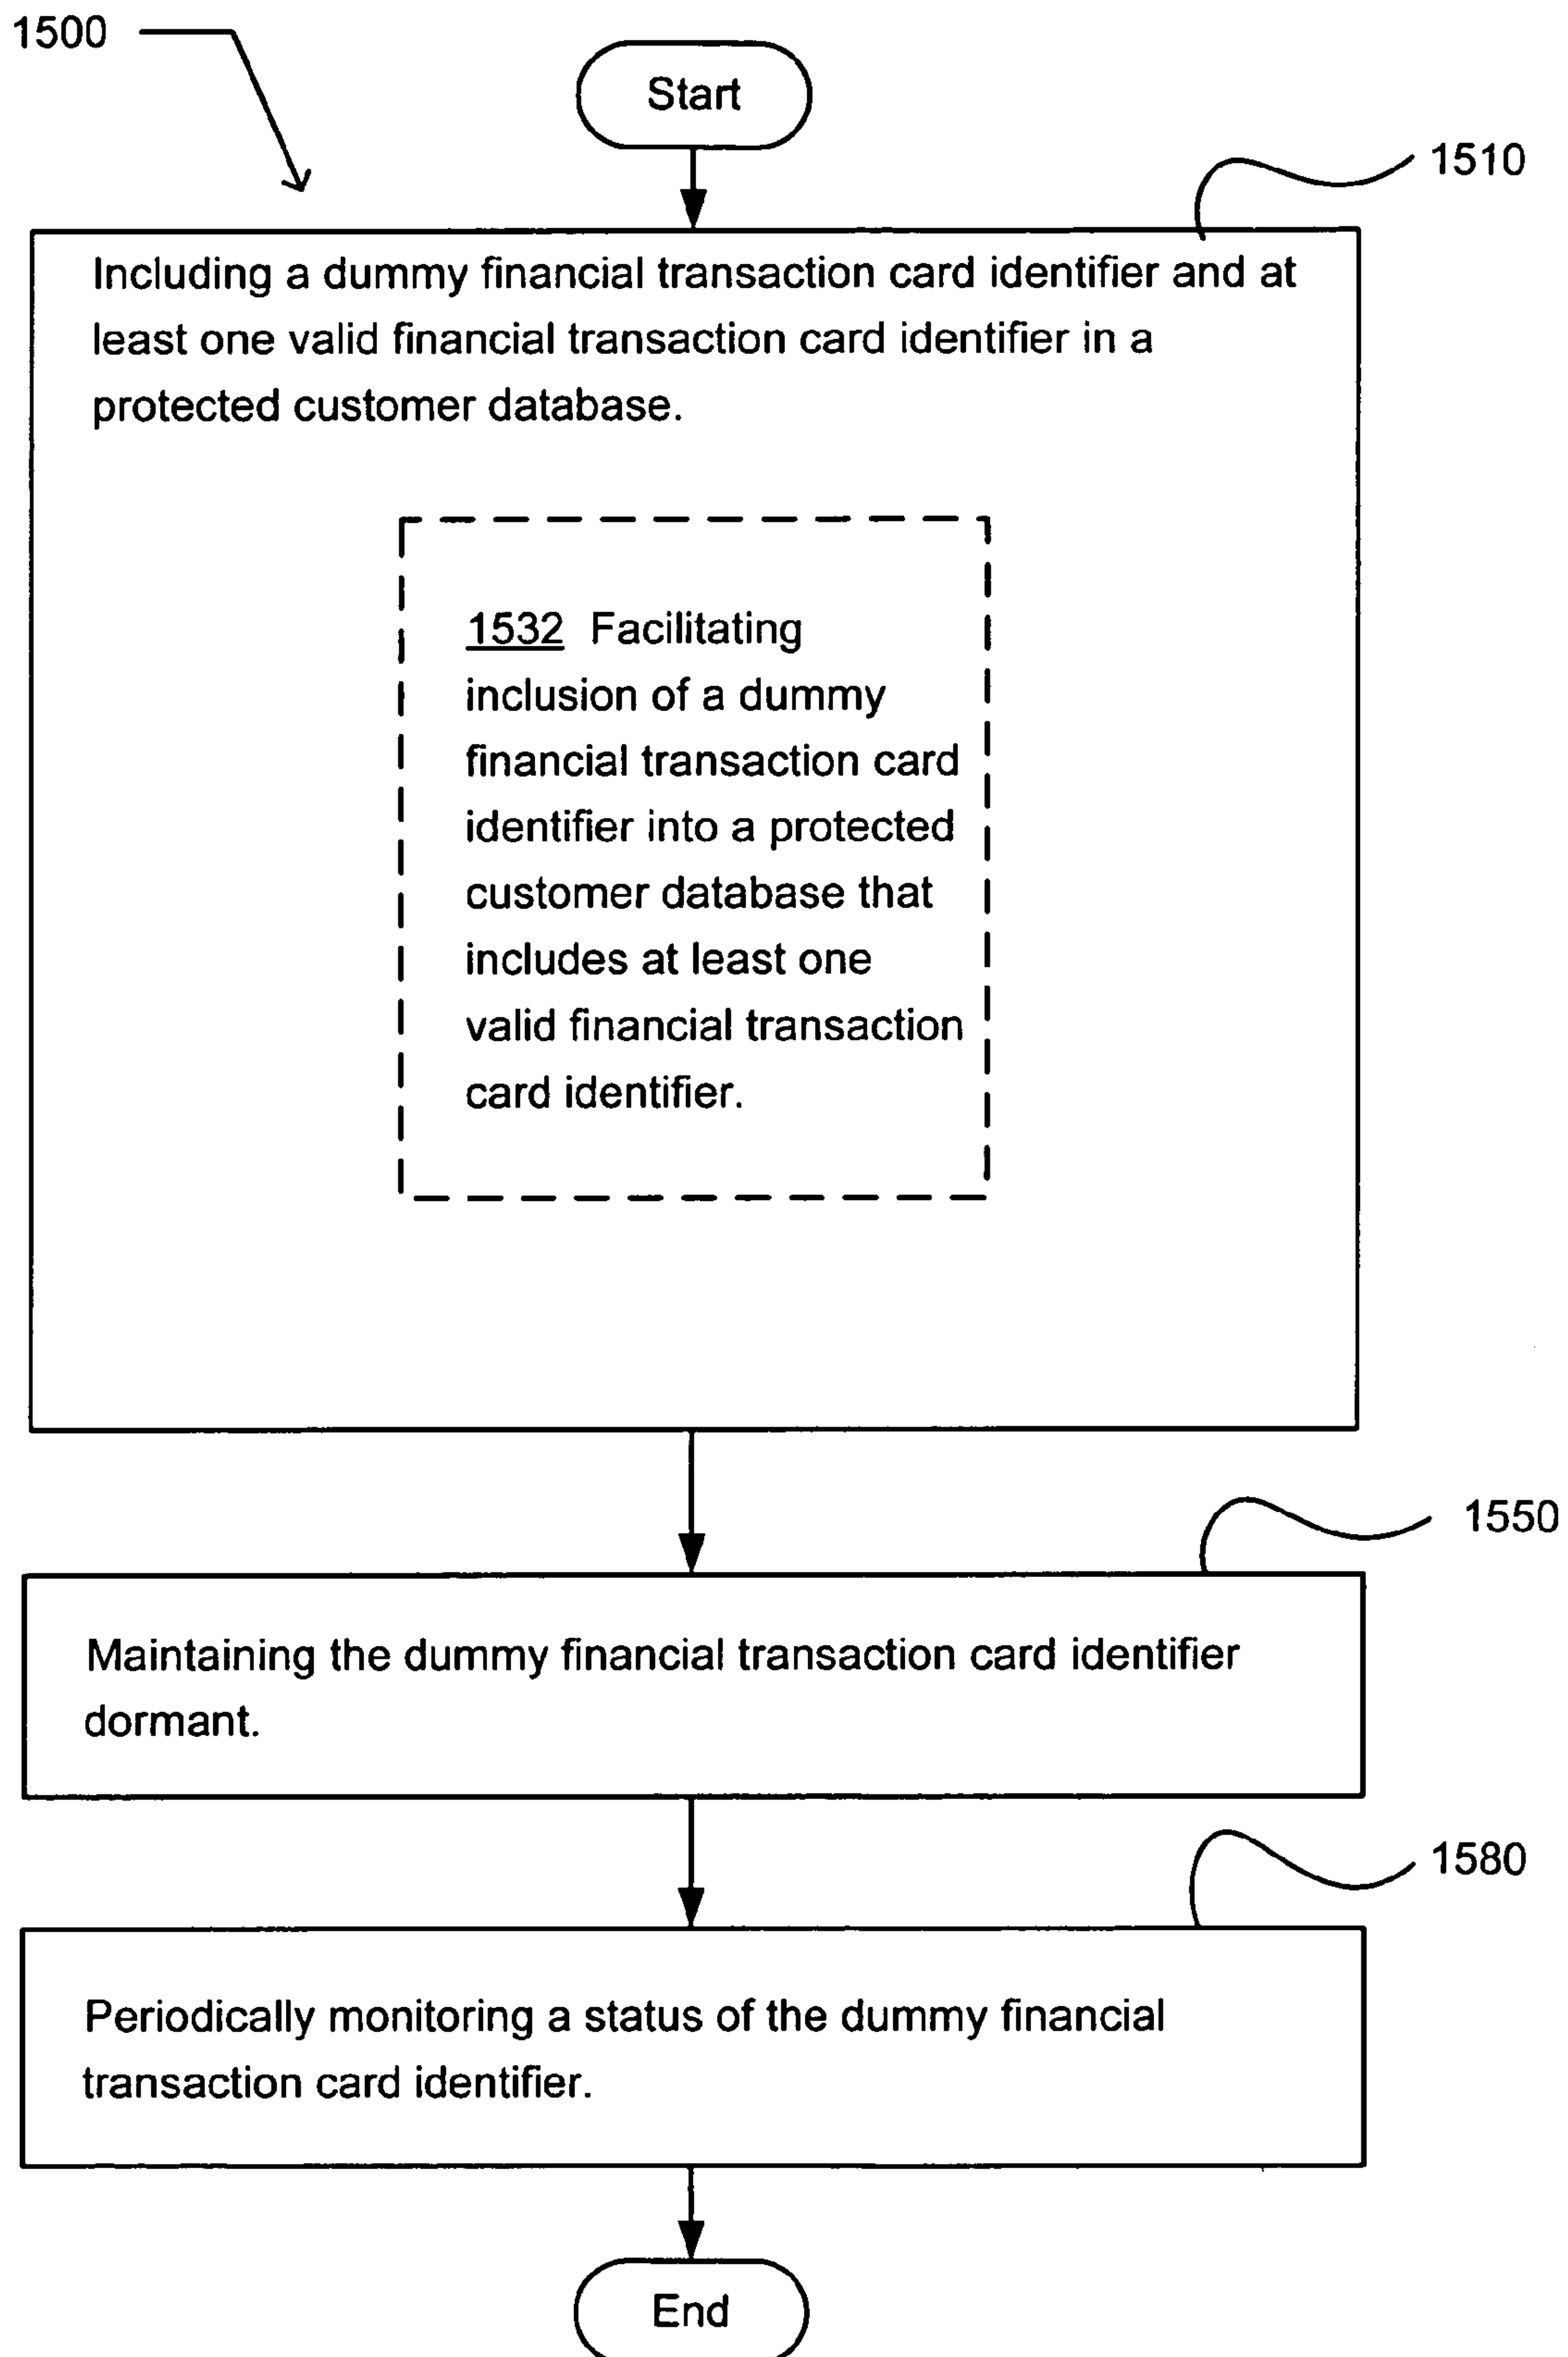 1500
Start
1510
Including a dummy financial transaction card identifier and at
least one valid financial transaction card identifier in a
protected customer database.
1532 Facilitating
inclusion of a dummy
financial transaction card
identifier into a protected
customer database that
includes at least one
valid financial transaction
card identifier.
1550
Maintaining the dummy financial transaction card identifier
dormant.
1580
Periodically monitoring a status of the dummy financial
transaction card identifier.
End